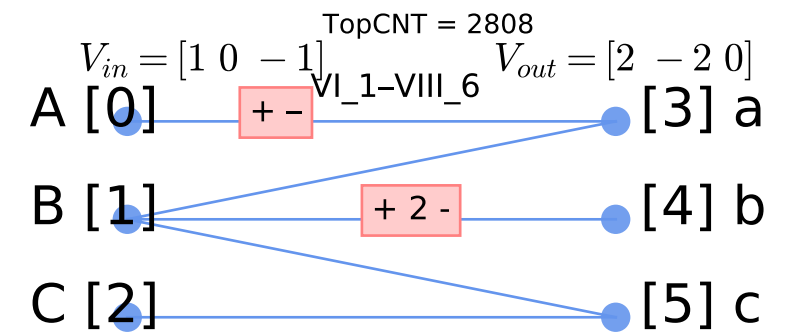 TopCNT = 2808
V_in = [1 0 −1] V_out = [2 −2 0]
VI_1–VIII_6
A [0] + – [3] a
B [1] + 2 - [4] b
C [2] [5] c